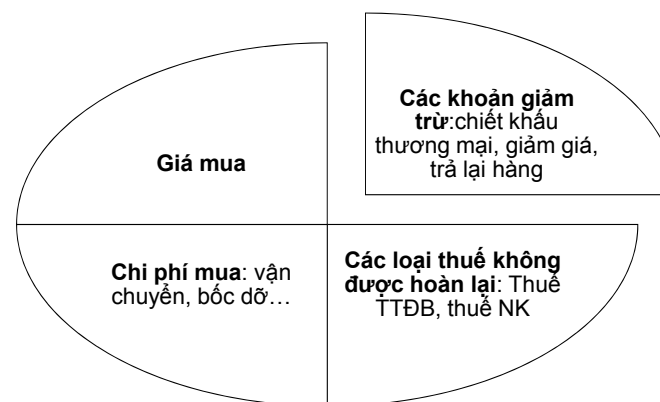 Giá mua
Các khoản giảm
trừ:chiết khấu
thương mại, giảm giá,
trả lại hàng
Chi phí mua: vận
chuyển, bốc dỡ…
Các loại thuế không
được hoàn lại: Thuế
TTĐB, thuế NK